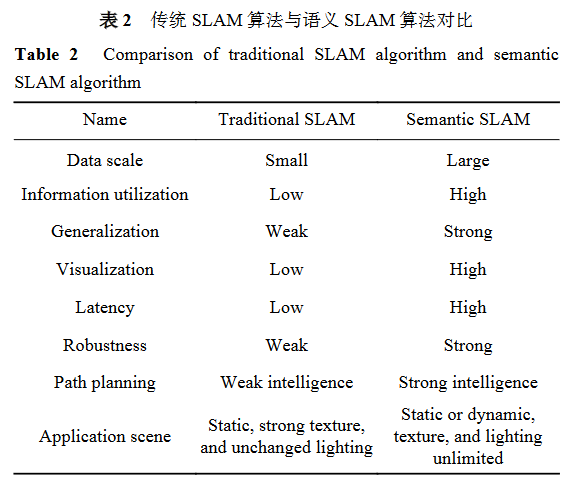 表 2 传统 SLAM 算法与语义 SLAM 算法对比
Table 2 Comparison of traditional SLAM algorithm and semantic
SLAM algorithm
Name Traditional SLAM Semantic SLAM
Data scale Small Large
Information utilization Low High
Generalization Weak Strong
Visualization Low High
Latency Low High
Robustness Weak Strong
Path planning Weak intelligence Strong intelligence
Application scene Static, strong texture, and unchanged lighting Static or dynamic, texture, and lighting unlimited